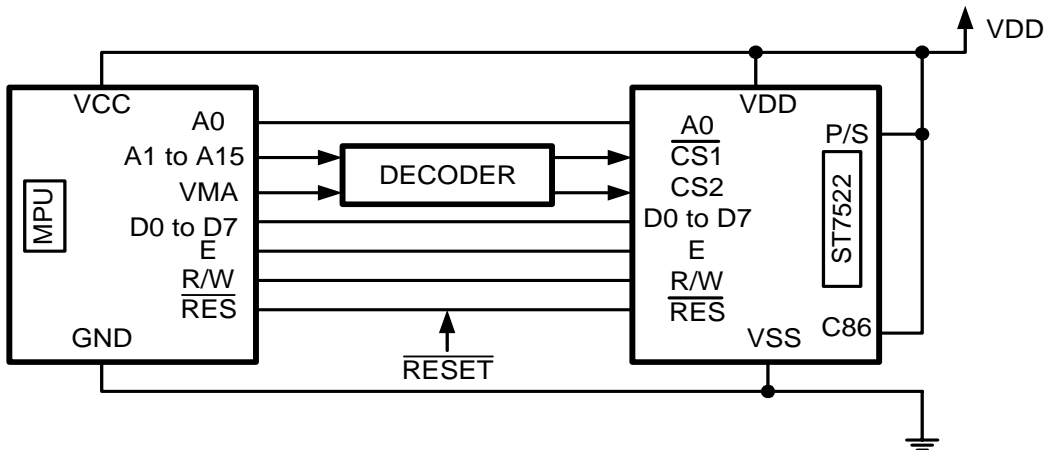 VDD
VCC
VDD
A0
A0
P/S
A1 to A15
DECODER
CS1
VMA
CS2
MPU
D0 to D7
D0 to D7
ST7522
E
E
R/W
R/W
RES
RES
C86
GND
VSS
RESET